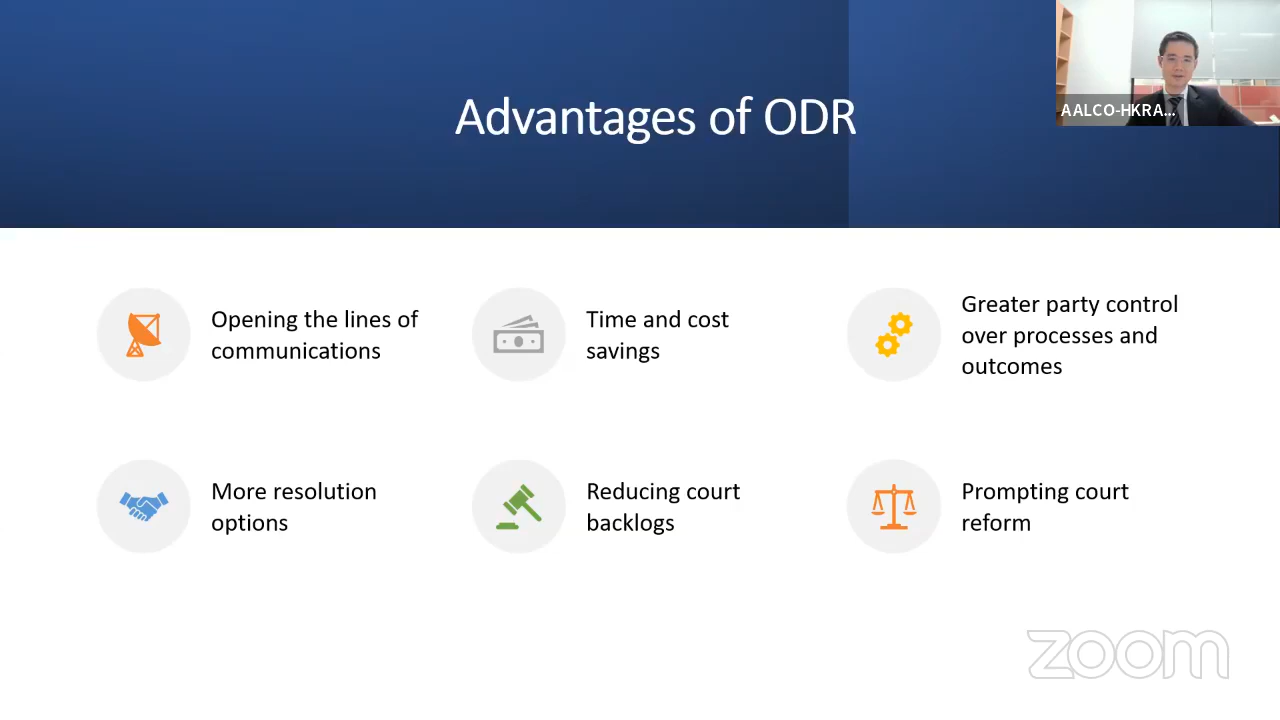 Advantages of ODR
AALCO-HKRA...
Opening the lines of
communications
Time and cost
savings
Greater party control
over processes and
outcomes
More resolution
options
Reducing court
backlogs
Prompting court
reform
zoom